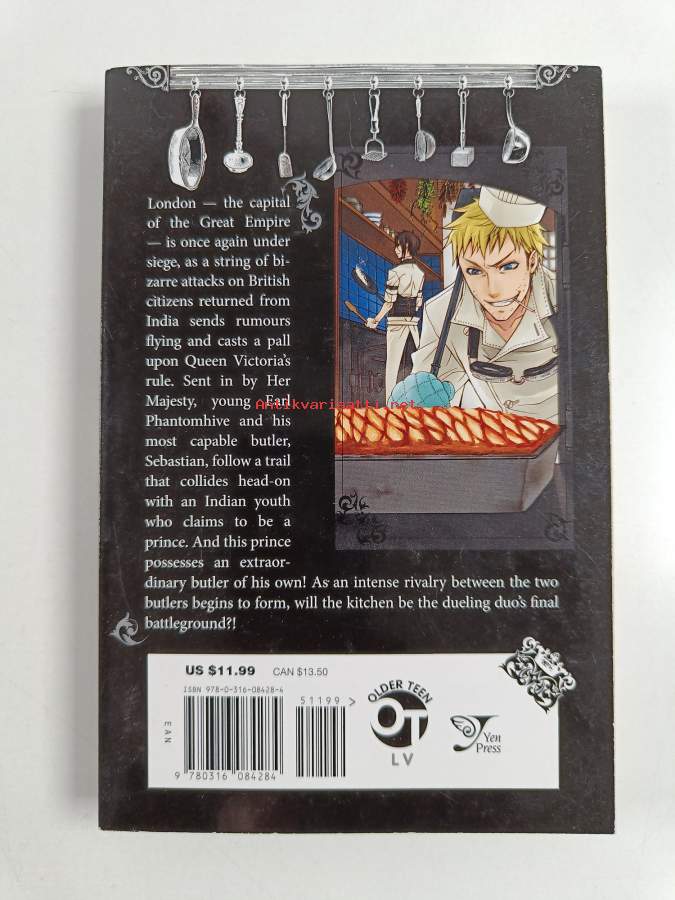 London — the capital
of the Great Empire
— is once again under
siege, as a string of bi-
zarre attacks on British
citizens returned from
India sends rumours
flying and casts a pall
upon Queen Victoria's
rule. Sent in by Her
Majesty, young Earl
Antikvariaatti.net
Phantomhive and his
most capable butler,
Sebastian, follow a trail
that collides head-on
with an Indian youth
who claims to be a
prince. And this prince
possesses an extraor-
dinary butler of his own! As an intense rivalry between the two
butlers begins to form, will the kitchen be the dueling duo's final
battleground?!
US $11.99 CAN $13.50
ISBN 978-0-316-08428-4
51199>
EAN
9 780316 084284
OLDER TEEN
OT
LV
Yen
Press